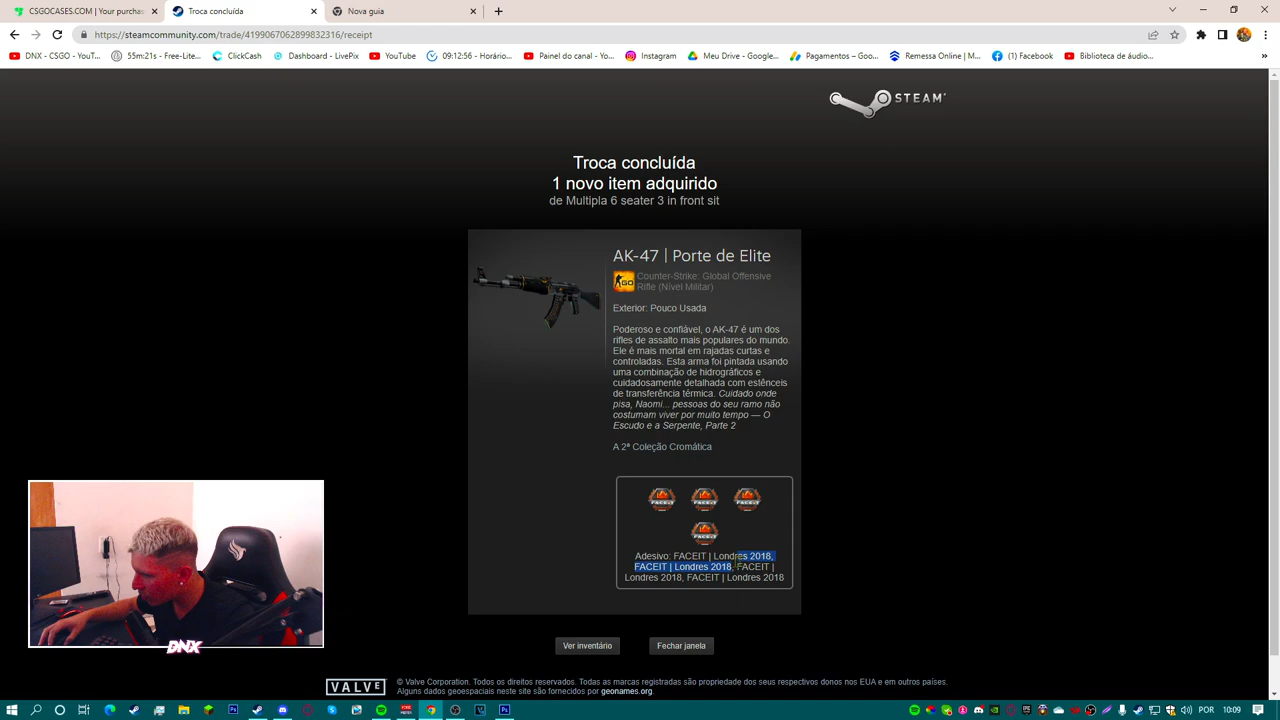 CSGOCASES.COM | Your purchas
Troca concluída
Nova guia
https://steamcommunity.com/trade/4199067062899832316/receipt
DNX - CSGO - YouT...
55m21s - Free-Lite...
ClickCash
Dashboard – LivePix
YouTube
09:12:56 – Horário...
Painel do canal - Yo...
Instagram
Meu Drive – Google...
Pagamentos – Goo...
Remessa Online | M...
(1) Facebook
Biblioteca de áudio...
STEAM
Troca concluída
1 novo item adquirido
de Multipla 6 seater 3 in front sit
AK-47 | Porte de Elite
Counter-Strike: Global Offensive
Rifle (Nível Militar)
Exterior: Pouco Usada
Poderoso e confiável, o AK-47 é um dos
rifles de assalto mais populares do mundo.
Ele é mais mortal em rajadas curtas e
controladas. Esta arma foi pintada usando
uma combinação de hidrográficos e
cuidadosamente detalhada com estênceis
de transferência térmica. Cuidado onde
pisa, Naomi... pessoas do seu ramo não
costumam viver por muito tempo — O
Escudo e a Serpente, Parte 2
A 2ª Coleção Cromática
FACEIT FACEIT FACEIT
FACEIT
Adesivo: FACEIT | Londres 2018,
FACEIT | Londres 2018, FACEIT |
Londres 2018, FACEIT | Londres 2018
DNX
Ver inventário
Fechar janela
VALVE
© Valve Corporation. Todos os direitos reservados. Todas as marcas registradas são propriedade dos seus respectivos donos nos EUA e em outros países.
Alguns dados geoespaciais neste site são fornecidos por geonames.org.
POR
10:09